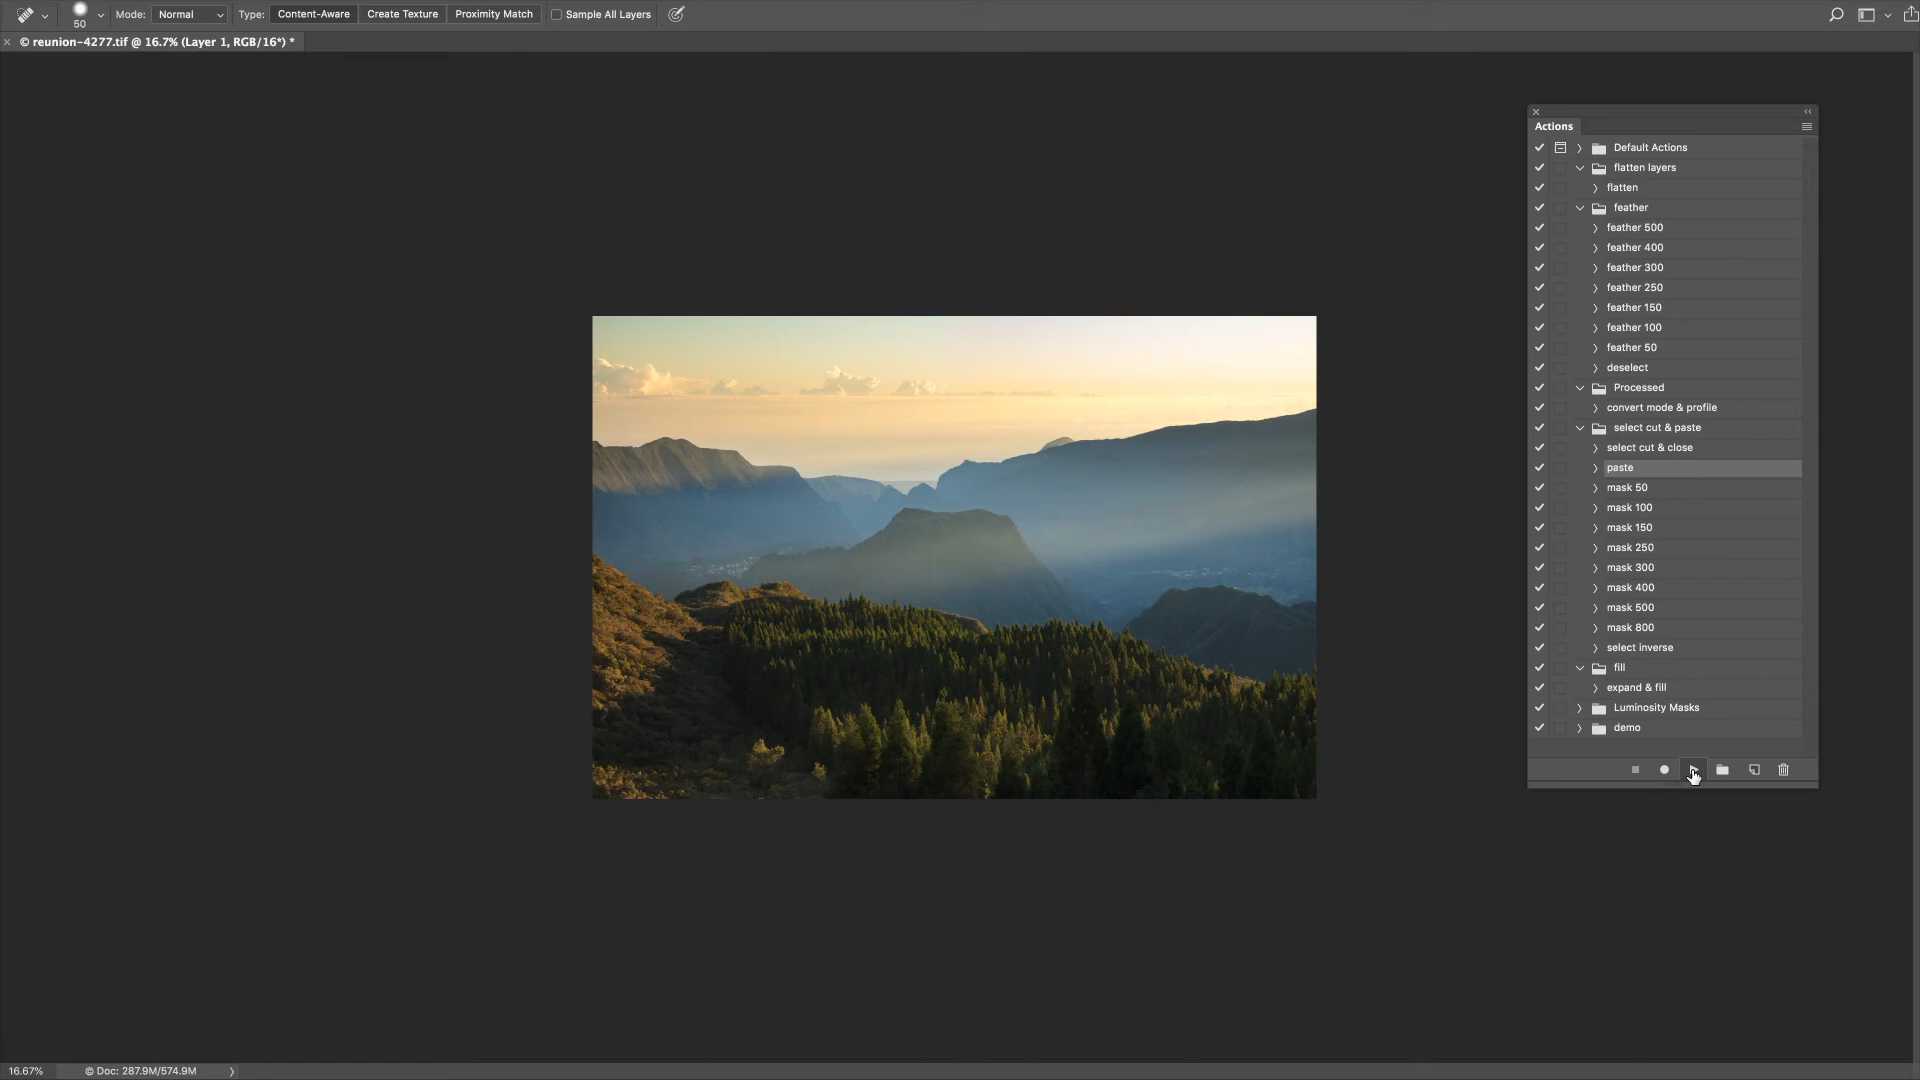 50
Mode: Normal Type: Content-Aware Create Texture Proximity Match Sample All Layers
© reunion-4277.tif @ 16.7% (Layer 1, RGB/16*) *
Actions
Default Actions
flatten layers
flatten
feather
feather 500
feather 400
feather 300
feather 250
feather 150
feather 100
feather 50
deselect
Processed
convert mode & profile
select cut & paste
select cut & close
paste
mask 50
mask 100
mask 150
mask 250
mask 300
mask 400
mask 500
mask 800
select inverse
fill
expand & fill
Luminosity Masks
demo
16.67% © Doc: 287.9M/574.9M